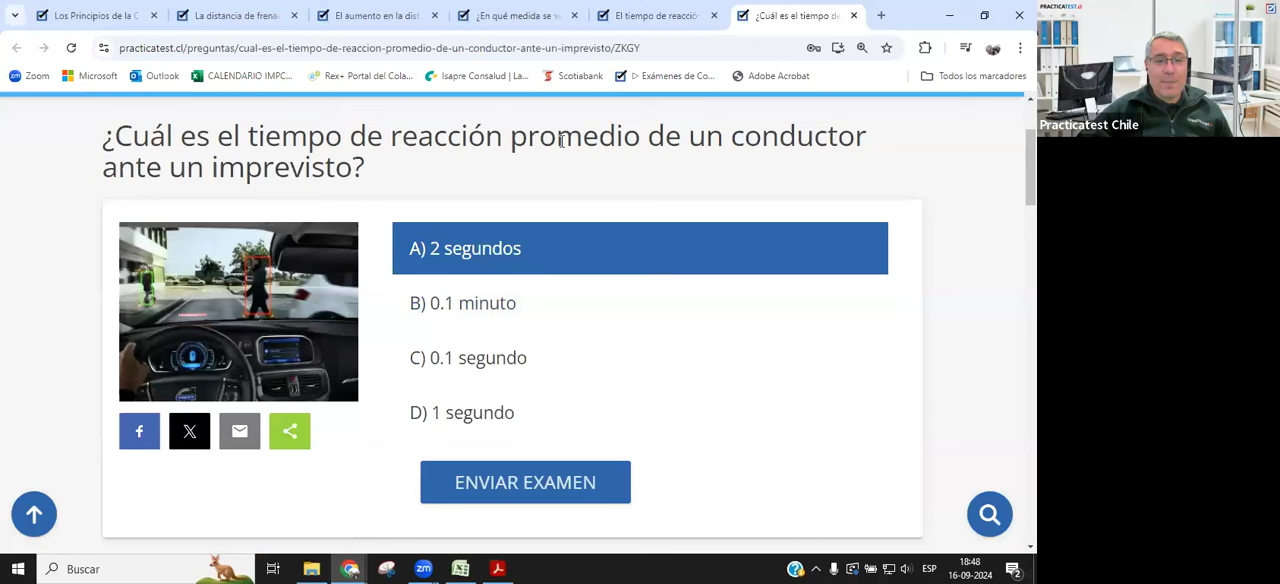 Los Principios de la C
La distancia de frena
El aumento en la dist
¿En qué medida se ve
El tiempo de reacció
¿Cuál es el tiempo de
practicatest.cl/preguntas/cual-es-el-tiempo-de-reaccion-promedio-de-un-conductor-ante-un-imprevisto/ZKGY
Zoom
Microsoft
Outlook
CALENDARIO IMPC...
Rex+ Portal del Cola...
Isapre Consalud | La...
Scotiabank
Exámenes de Co...
Adobe Acrobat
Todos los marcadores
PRACTICATEST.cl
Practicatest Chile
¿Cuál es el tiempo de reacción promedio de un conductor
ante un imprevisto?
A) 2 segundos
B) 0.1 minuto
C) 0.1 segundo
D) 1 segundo
ENVIAR EXAMEN
Buscar
ESP
18:48
16-09-2024